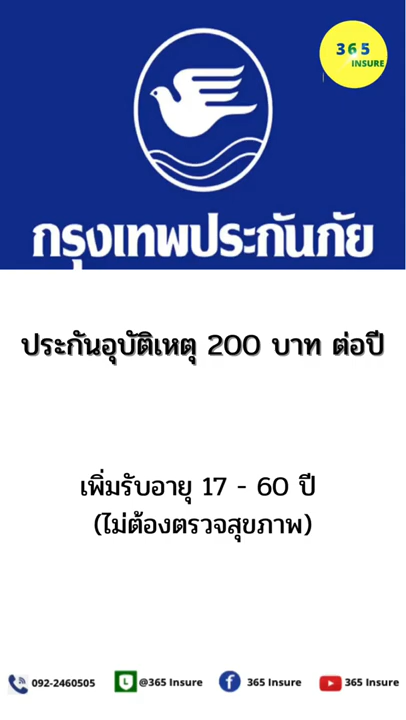 365
INSURE
กรุงเทพประกันภัย
ประกันอุบัติเหตุ 200 บาท ต่อปี
เพิ่มรับอายุ 17 - 60 ปี
(ไม่ต้องตรวจสุขภาพ)
092-2460505 @365 Insure 365 Insure 365 Insure